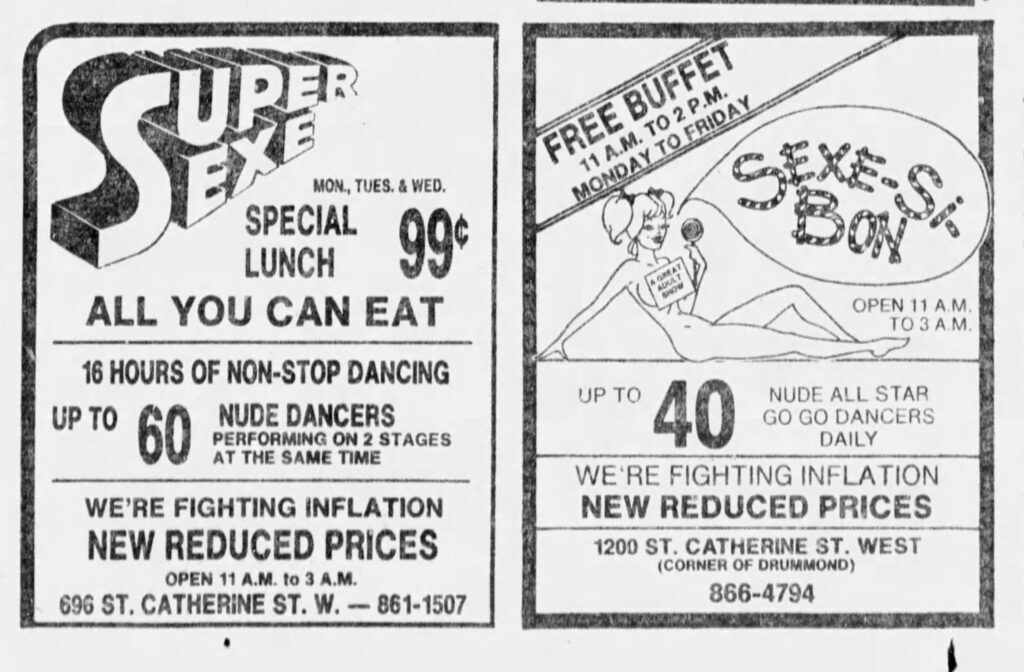 SUPER
SEXE
MON., TUES. & WED.
SPECIAL
LUNCH
99¢
ALL YOU CAN EAT
16 HOURS OF NON-STOP DANCING
UP TO 60 NUDE DANCERS
PERFORMING ON 2 STAGES
AT THE SAME TIME
WE'RE FIGHTING INFLATION
NEW REDUCED PRICES
OPEN 11 A.M. to 3 A.M.
696 ST. CATHERINE ST. W. — 861-1507
FREE BUFFET
11 A.M. TO 2 P.M.
MONDAY TO FRIDAY
SEXE-SI-
BON
A GREAT
ADULT
SHOW
OPEN 11 A.M.
TO 3 A.M.
UP TO 40 NUDE ALL STAR
GO GO DANCERS
DAILY
WE'RE FIGHTING INFLATION
NEW REDUCED PRICES
1200 ST. CATHERINE ST. WEST
(CORNER OF DRUMMOND)
866-4794